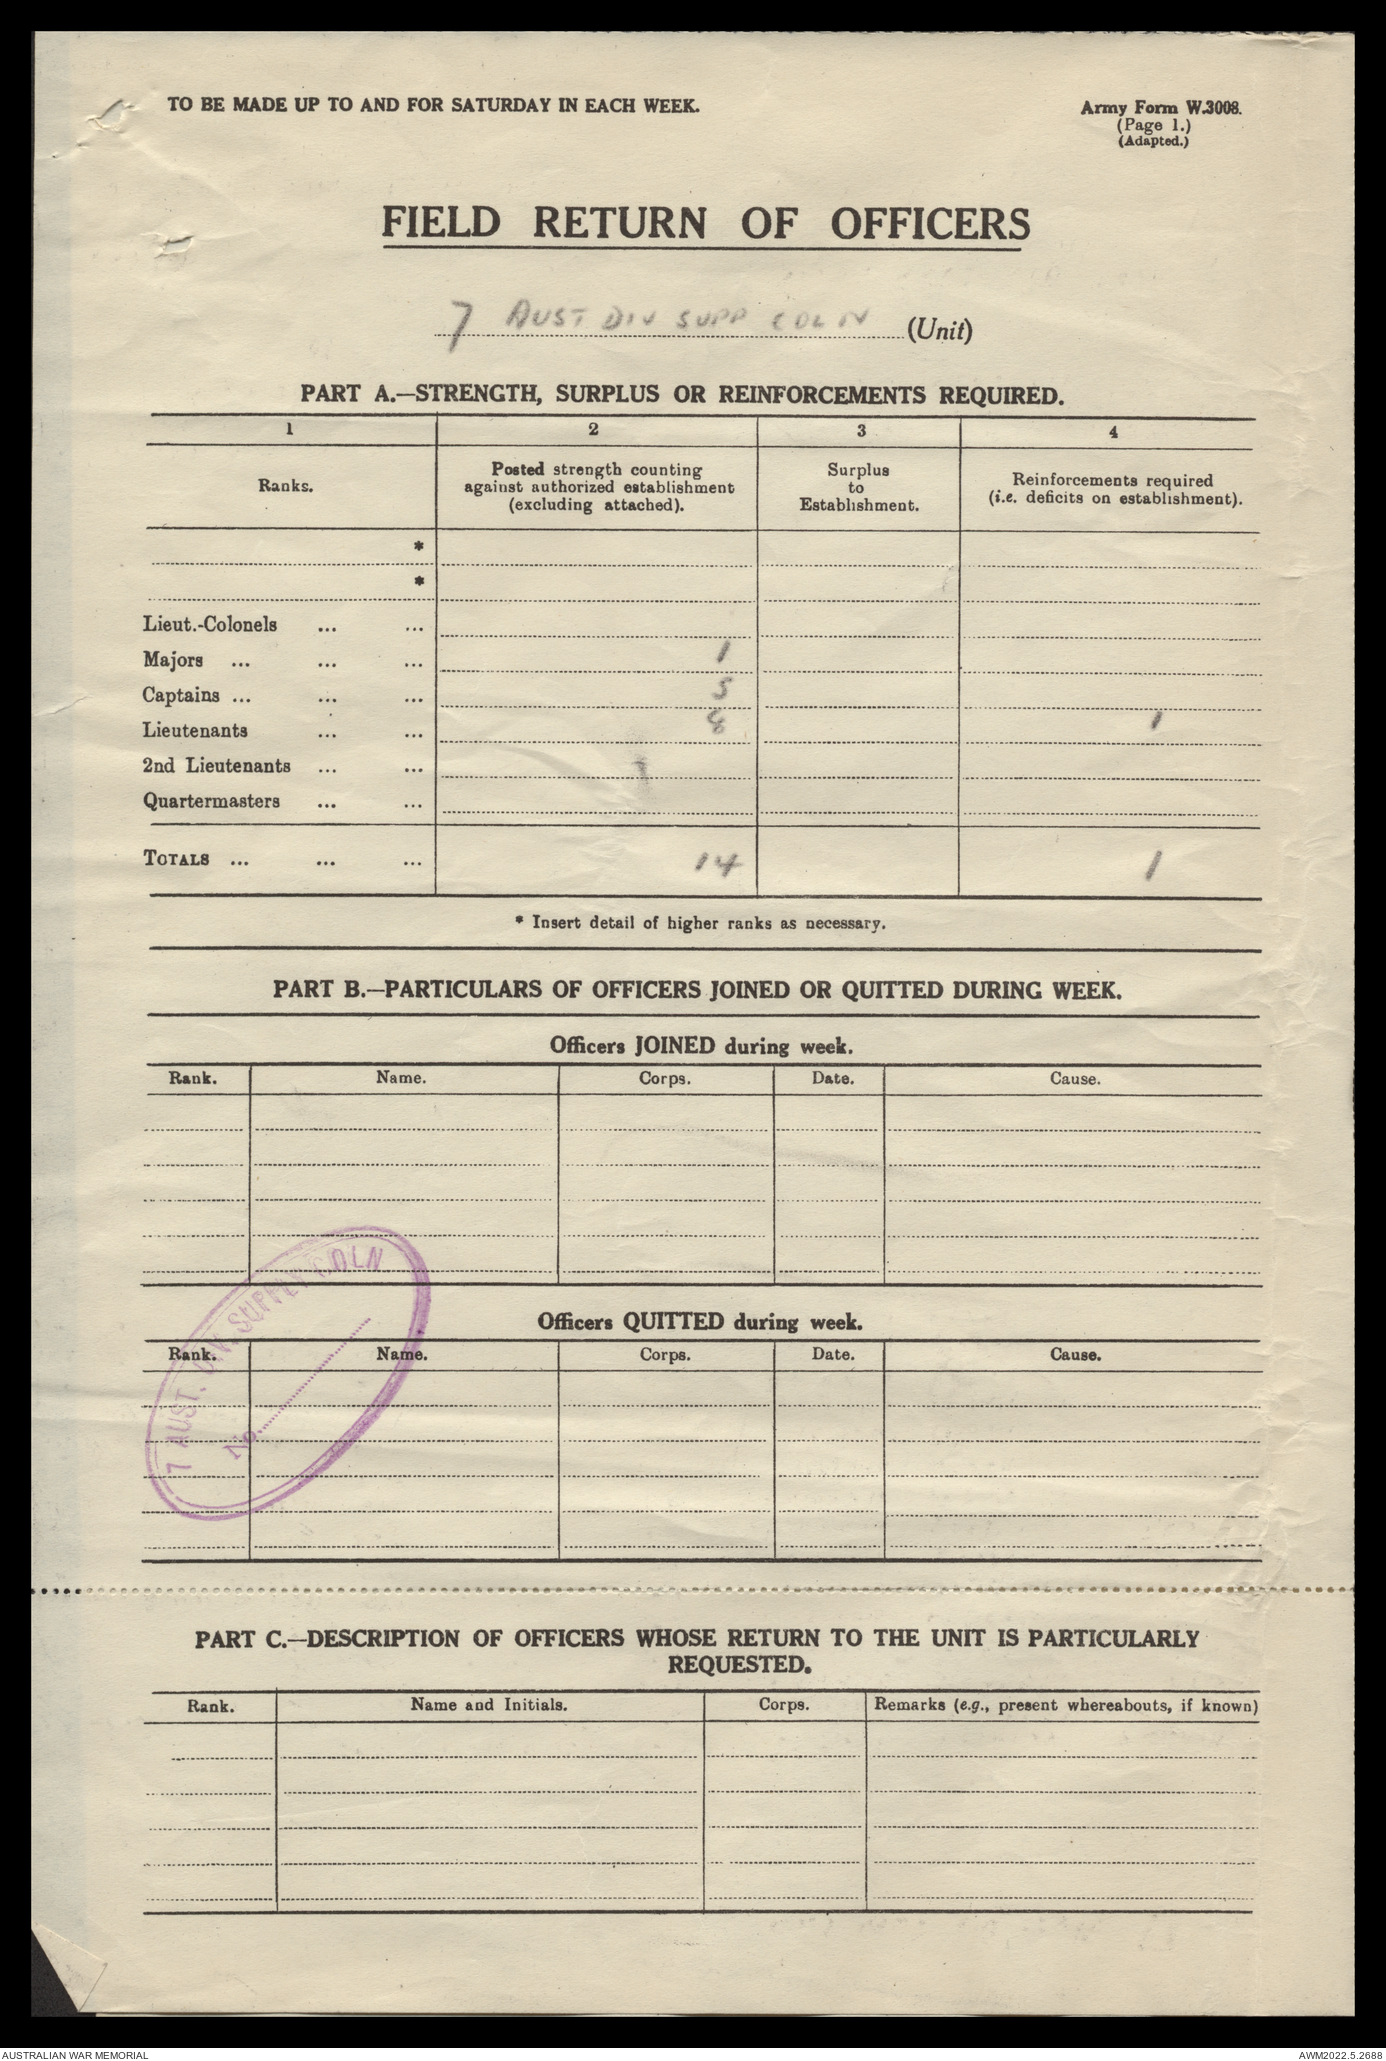 TO BE MADE UP TO AND FOR SATURDAY IN EACH WEEK.
Army Form W.3008.
(Page 1.)
(Adapted.)
FIELD RETURN OF OFFICERS
7 AUST DIV SUPP COLN (Unit)
PART A.—STRENGTH, SURPLUS OR REINFORCEMENTS REQUIRED.
1 2 3 4
Ranks.
Posted strength counting
against authorized establishment
(excluding attached).
Surplus
to
Establishment.
Reinforcements required
(i.e. deficits on establishment).
*
*
Lieut.-Colonels ... ...
Majors ... ... ... 1
Captains ... ... ... 5
Lieutenants ... ... 8 1
2nd Lieutenants ... ...
Quartermasters ... ...
TOTALS ... ... ... 14 1
* Insert detail of higher ranks as necessary.
PART B.—PARTICULARS OF OFFICERS JOINED OR QUITTED DURING WEEK.
Officers JOINED during week.
Rank. Name. Corps. Date. Cause.
7 AUST. DIV. SUPPLY COLN
No.
Officers QUITTED during week.
Rank. Name. Corps. Date. Cause.
PART C.—DESCRIPTION OF OFFICERS WHOSE RETURN TO THE UNIT IS PARTICULARLY
REQUESTED.
Rank. Name and Initials. Corps. Remarks (e.g., present whereabouts, if known)
AUSTRALIAN WAR MEMORIAL
AWM2022.5.2688